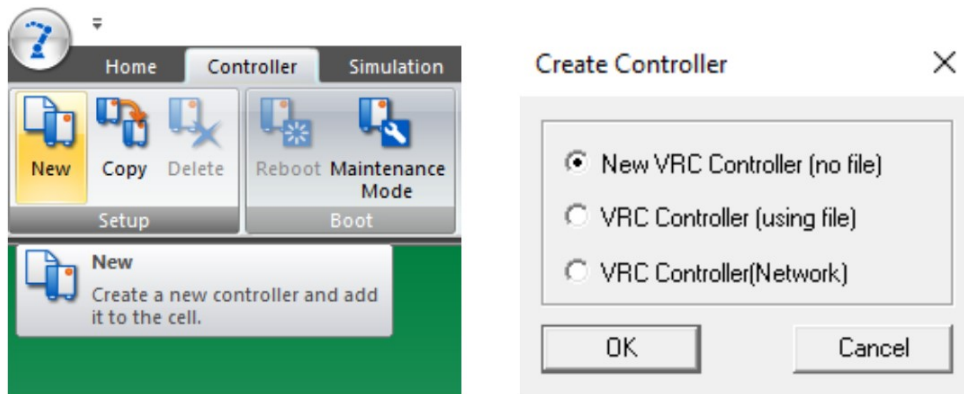 Home Controller Simulation
New Copy Delete Reboot Maintenance
Mode
Setup Boot
New
Create a new controller and add
it to the cell.
Create Controller
New VRC Controller (no file)
VRC Controller (using file)
VRC Controller(Network)
OK Cancel